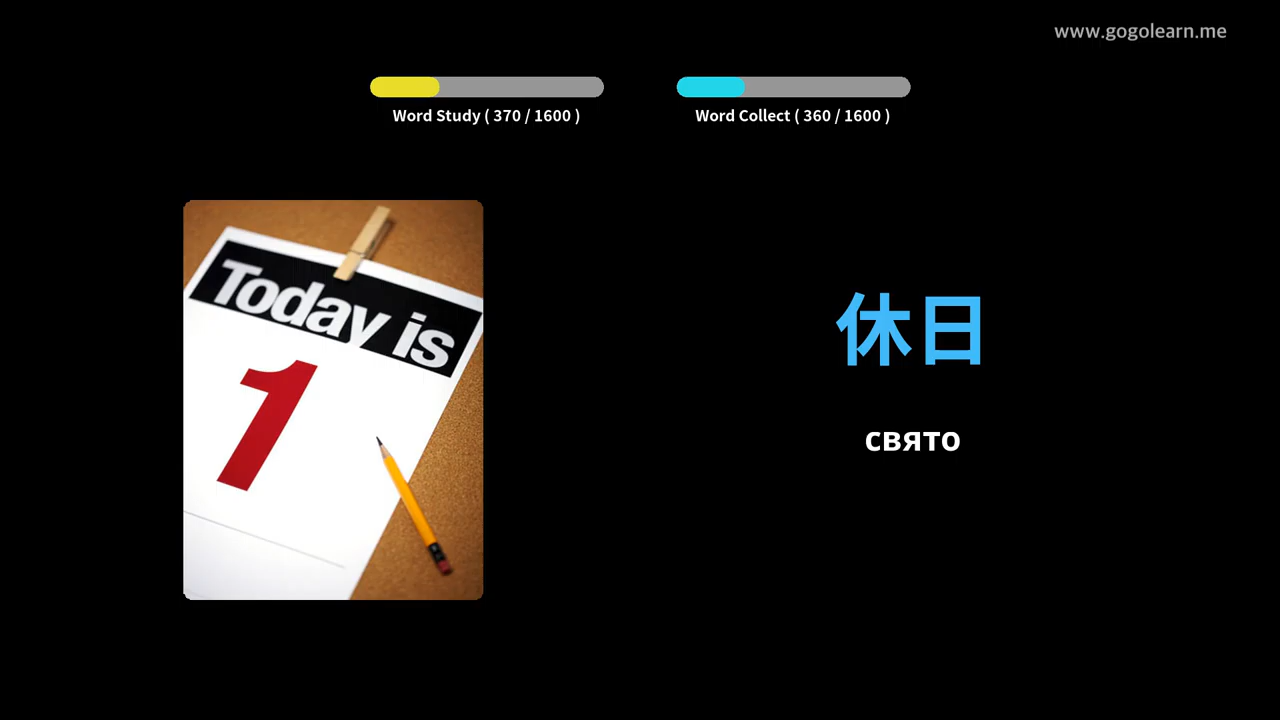 www.gogolearn.me
Word Study ( 370 / 1600 )
Word Collect ( 360 / 1600 )
Today is
1
休日
свято